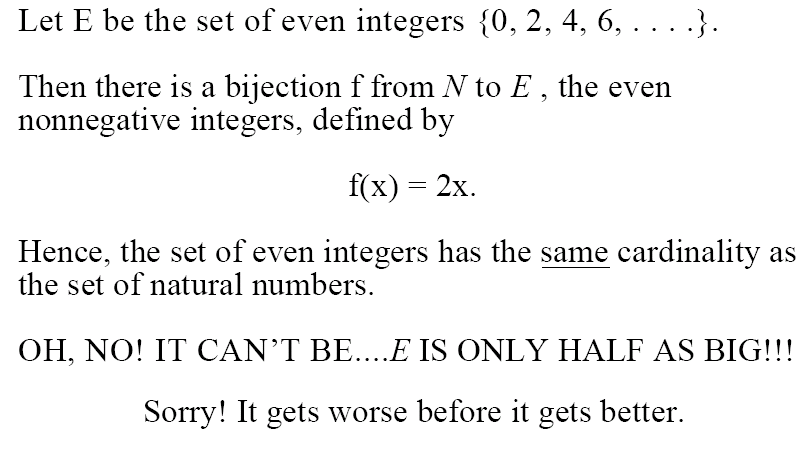 Let E be the set of even integers {0, 2, 4, 6, . . . .}.
Then there is a bijection f from N to E , the even
nonnegative integers, defined by
f(x) = 2x.
Hence, the set of even integers has the same cardinality as
the set of natural numbers.
OH, NO! IT CAN’T BE....E IS ONLY HALF AS BIG!!!
Sorry! It gets worse before it gets better.